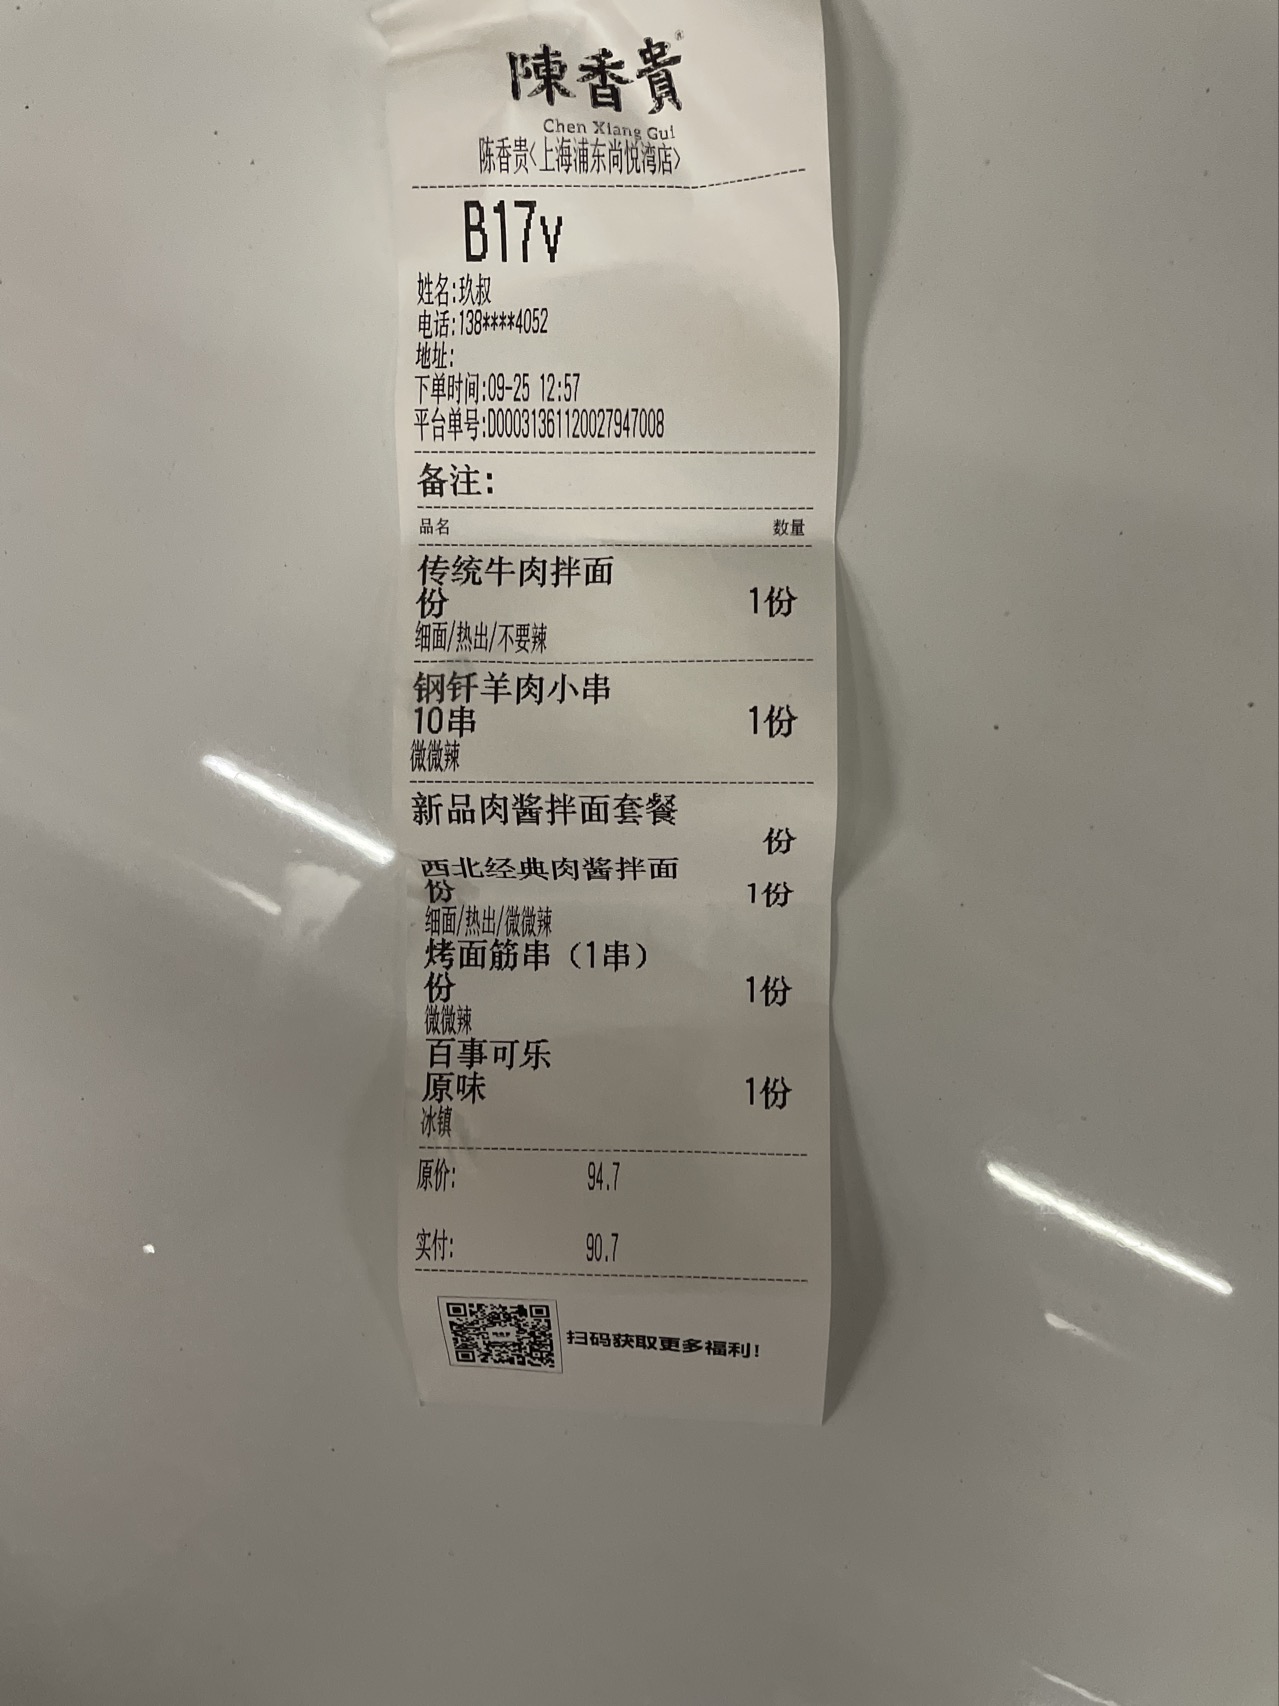 陳香貴®
Chen Xiang Gui
陈香贵<上海浦东尚悦湾店>
B17v
姓名:玖叔
电话:138****4052
地址:
下单时间:09-25 12:57
平台单号:D00031361120027947008
备注:
品名 数量
传统牛肉拌面
份 1份
细面/热出/不要辣
钢钎羊肉小串
10串 1份
微微辣
新品肉酱拌面套餐
份
西北经典肉酱拌面
份 1份
细面/热出/微微辣
烤面筋串（1串）
份 1份
微微辣
百事可乐
原味 1份
冰镇
原价: 94.7
实付: 90.7
扫码获取更多福利!